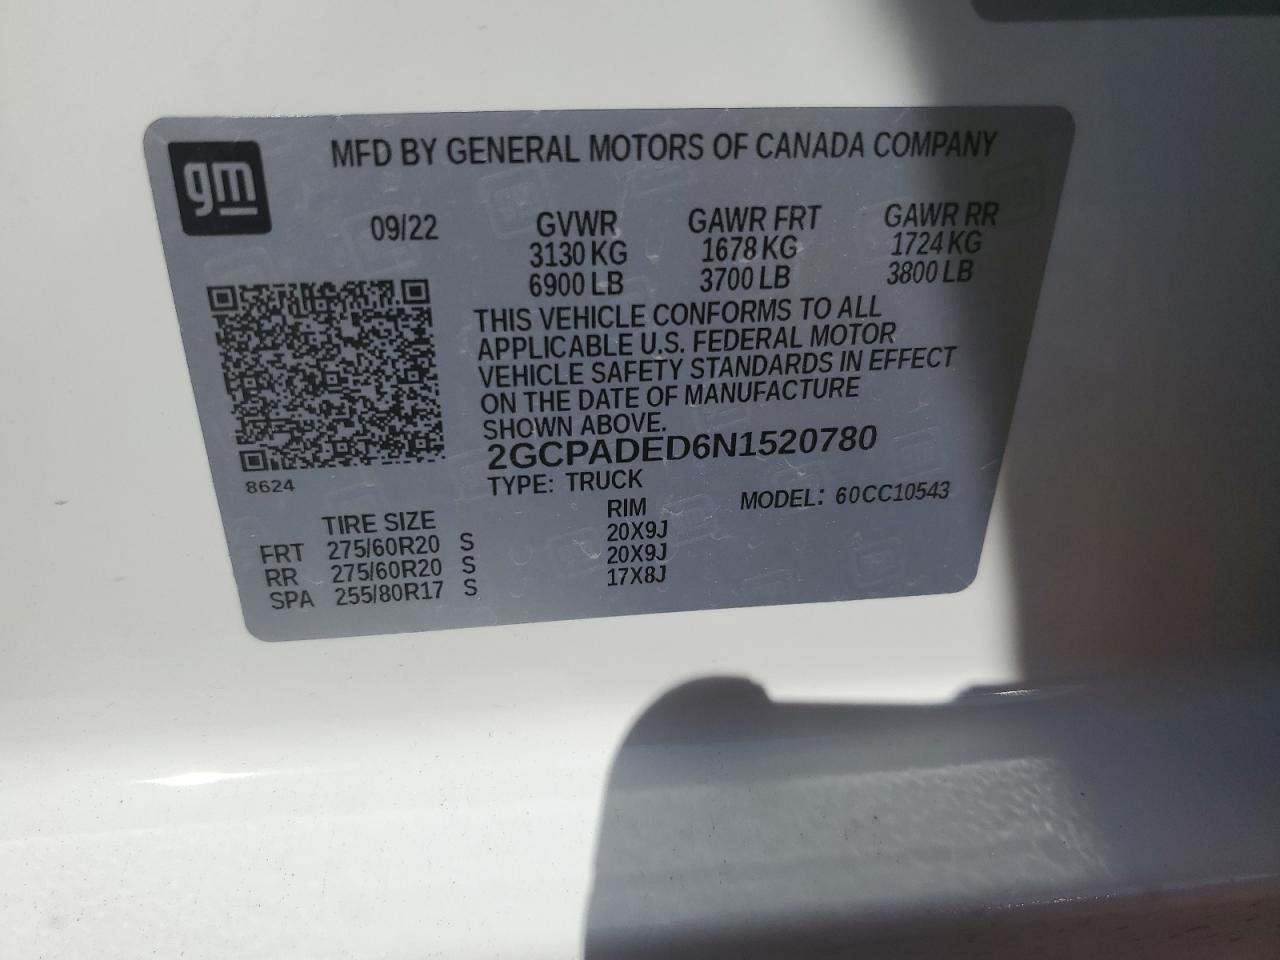 gm
MFD BY GENERAL MOTORS OF CANADA COMPANY
09/22 GVWR GAWR FRT GAWR RR
3130 KG 1678 KG 1724 KG
6900 LB 3700 LB 3800 LB
THIS VEHICLE CONFORMS TO ALL
APPLICABLE U.S. FEDERAL MOTOR
VEHICLE SAFETY STANDARDS IN EFFECT
ON THE DATE OF MANUFACTURE
SHOWN ABOVE.
2GCPADED6N1520780
8624
TYPE: TRUCK
MODEL: 60CC10543
TIRE SIZE RIM
FRT 275/60R20 S 20X9J
RR 275/60R20 S 20X9J
SPA 255/80R17 S 17X8J